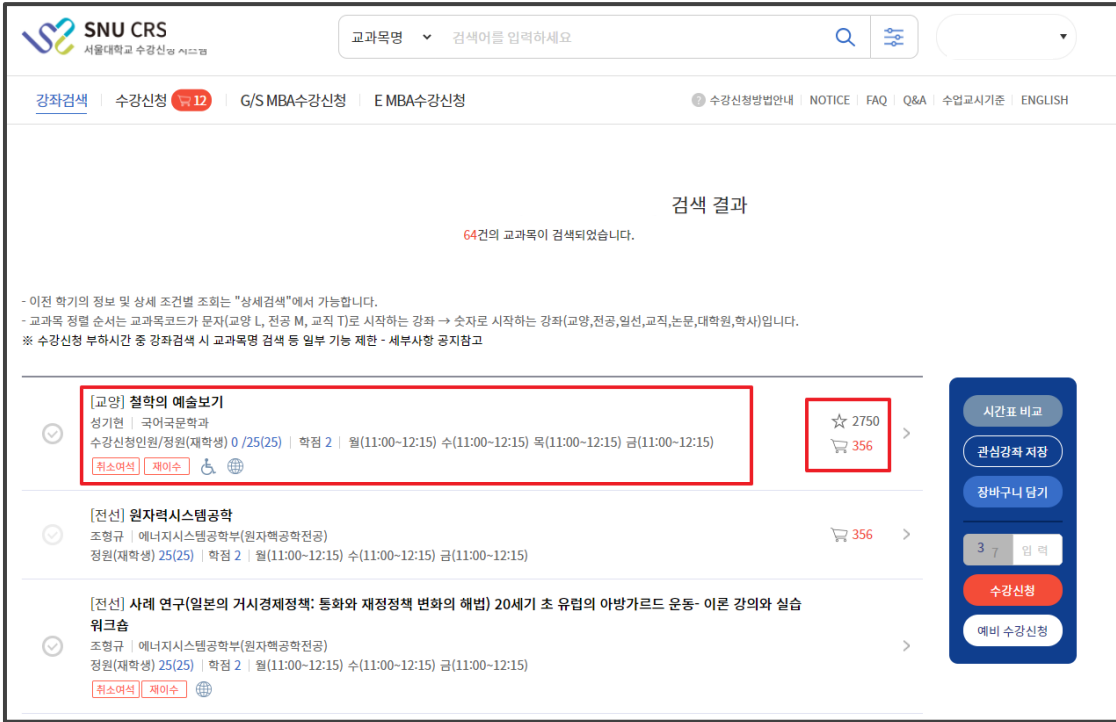 SNU CRS
서울대학교 수강신청 시스템
교과목명 검색어를 입력하세요
강좌검색 수강신청 12 G/S MBA수강신청 E MBA수강신청
? 수강신청방법안내 NOTICE FAQ Q&A 수업교시기준 ENGLISH
검색 결과
64건의 교과목이 검색되었습니다.
- 이전 학기의 정보 및 상세 조건별 조회는 "상세검색"에서 가능합니다.
- 교과목 정렬 순서는 교과목코드가 문자(교양 L, 전공 M, 교직 T)로 시작하는 강좌 → 숫자로 시작하는 강좌(교양,전공,일선,교직,논문,대학원,학사)입니다.
※ 수강신청 부하시간 중 강좌검색 시 교과목명 검색 등 일부 기능 제한 - 세부사항 공지참고
[교양] 철학의 예술보기
성기현 국어국문학과
수강신청인원/정원(재학생) 0 /25(25) 학점 2 월(11:00~12:15) 수(11:00~12:15) 목(11:00~12:15) 금(11:00~12:15)
취소여석 재이수
2750
356
[전선] 원자력시스템공학
조형규 에너지시스템공학부(원자핵공학전공)
정원(재학생) 25(25) 학점 2 월(11:00~12:15) 수(11:00~12:15) 금(11:00~12:15)
356
[전선] 사례 연구(일본의 거시경제정책: 통화와 재정정책 변화의 해법) 20세기 초 유럽의 아방가르드 운동- 이론 강의와 실습
워크숍
조형규 에너지시스템공학부(원자핵공학전공)
정원(재학생) 25(25) 학점 2 월(11:00~12:15) 수(11:00~12:15) 금(11:00~12:15)
취소여석 재이수
시간표 비교
관심강좌 저장
장바구니 담기
3 7 입력
수강신청
예비 수강신청